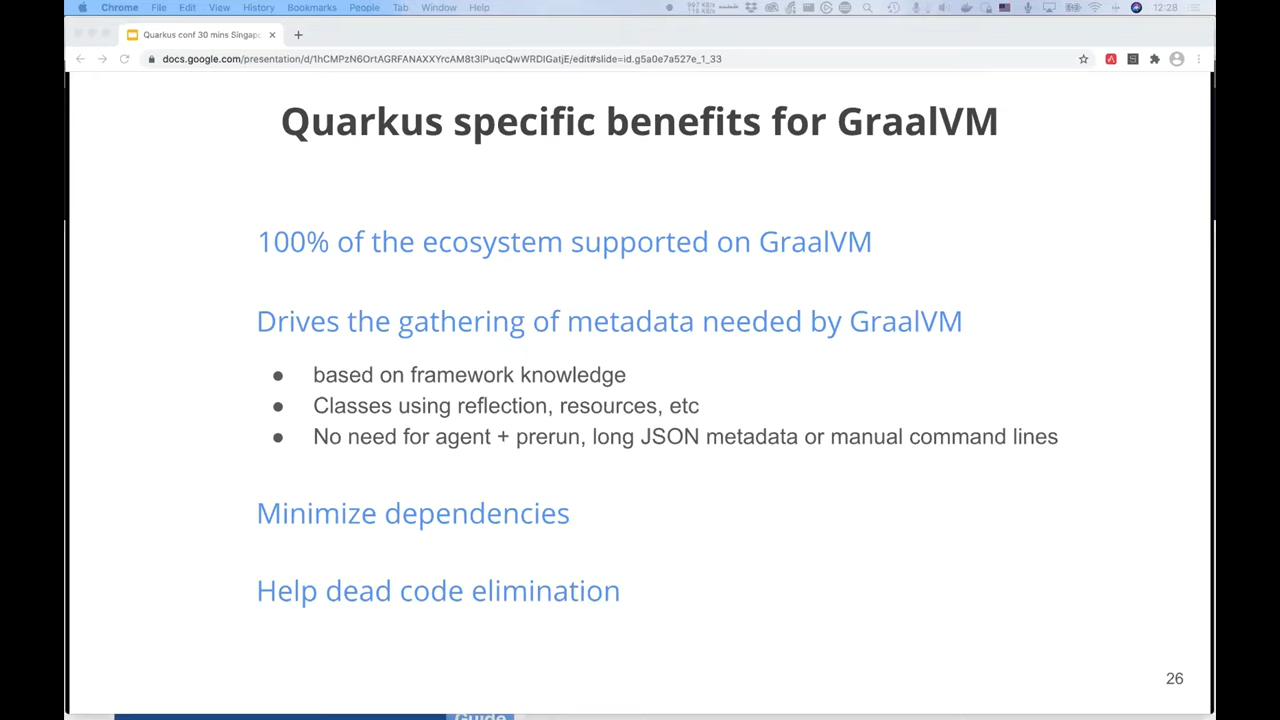 Chrome File Edit View History Bookmarks People Tab Window Help 12:28
Quarkus conf 30 mins Singap
docs.google.com/presentation/d/1hCMPzN6OrtAGRFANAXXYrcAM8t3lPuqcQwWRDIGatjE/edit#slide=id.g5a0e7a527e_1_33
Quarkus specific benefits for GraalVM
100% of the ecosystem supported on GraalVM
Drives the gathering of metadata needed by GraalVM
● based on framework knowledge
● Classes using reflection, resources, etc
● No need for agent + prerun, long JSON metadata or manual command lines
Minimize dependencies
Help dead code elimination
26
Guide